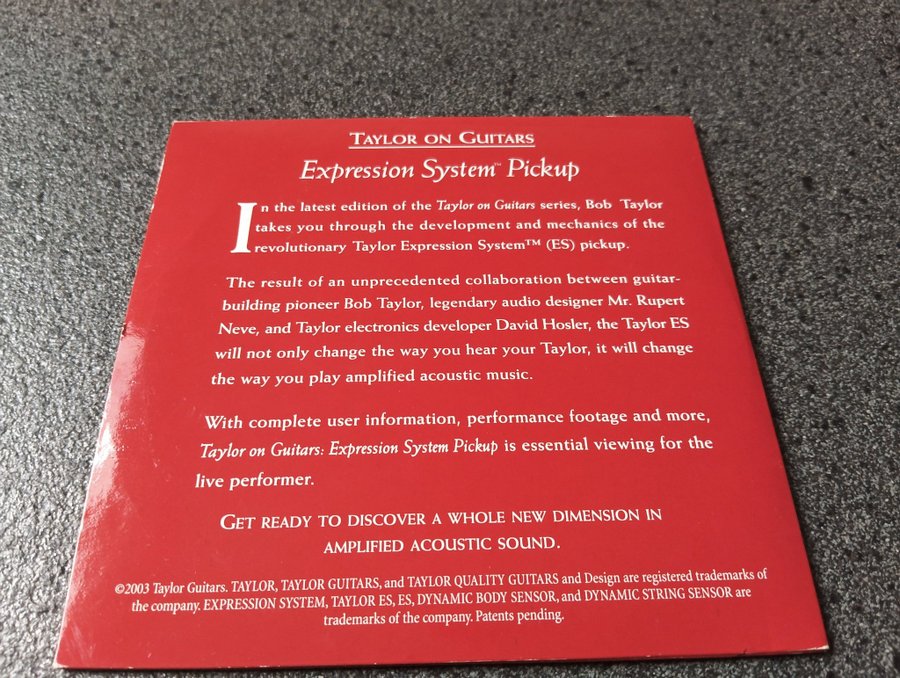 TAYLOR ON GUITARS
Expression System™ Pickup
In the latest edition of the Taylor on Guitars series, Bob Taylor
takes you through the development and mechanics of the
revolutionary Taylor Expression System™ (ES) pickup.
The result of an unprecedented collaboration between guitar-
building pioneer Bob Taylor, legendary audio designer Mr. Rupert
Neve, and Taylor electronics developer David Hosler, the Taylor ES
will not only change the way you hear your Taylor, it will change
the way you play amplified acoustic music.
With complete user information, performance footage and more,
Taylor on Guitars: Expression System Pickup is essential viewing for the
live performer.
GET READY TO DISCOVER A WHOLE NEW DIMENSION IN
AMPLIFIED ACOUSTIC SOUND.
©2003 Taylor Guitars. TAYLOR, TAYLOR GUITARS, and TAYLOR QUALITY GUITARS and Design are registered trademarks of
the company. EXPRESSION SYSTEM, TAYLOR ES, ES, DYNAMIC BODY SENSOR, and DYNAMIC STRING SENSOR are
trademarks of the company. Patents pending.